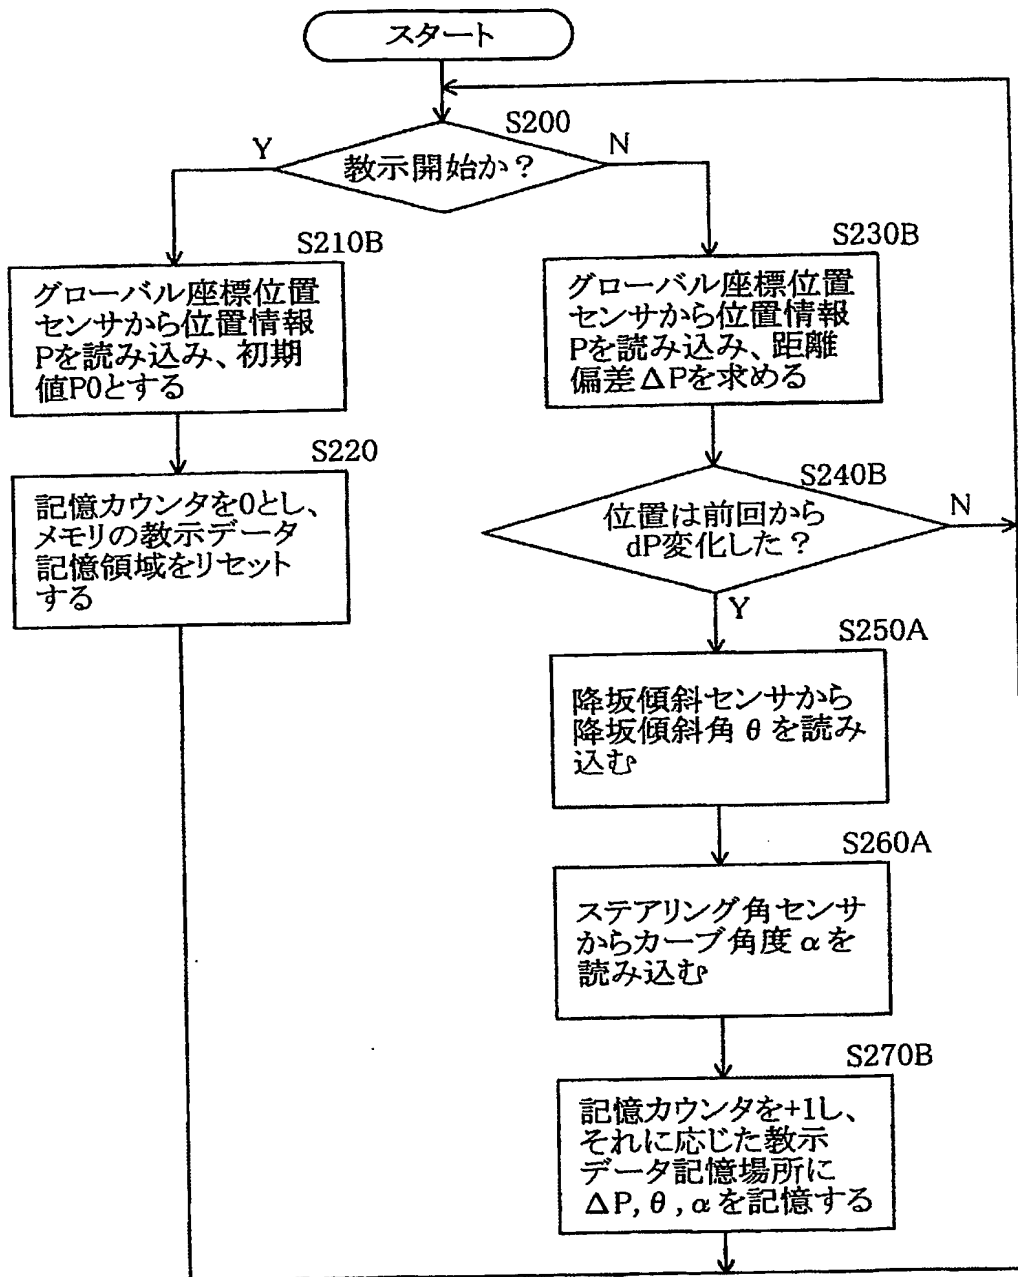 スタート
S200
Y
N
教示開始か?
S210B
グローバル座標位置
センサから位置情報
Pを読み込み、初期
値P0とする
S220
記憶カウンタを0とし、
メモリの教示データ
記憶領域をリセット
する
S230B
グローバル座標位置
センサから位置情報
Pを読み込み、距離
偏差ΔPを求める
S240B
位置は前回から
dP変化した?
N
Y
S250A
降坂傾斜センサから
降坂傾斜角θを読み
込む
S260A
ステアリング角センサ
からカーブ角度αを
読み込む
S270B
記憶カウンタを+1し、
それに応じた教示
データ記憶場所に
ΔP,θ,αを記憶する